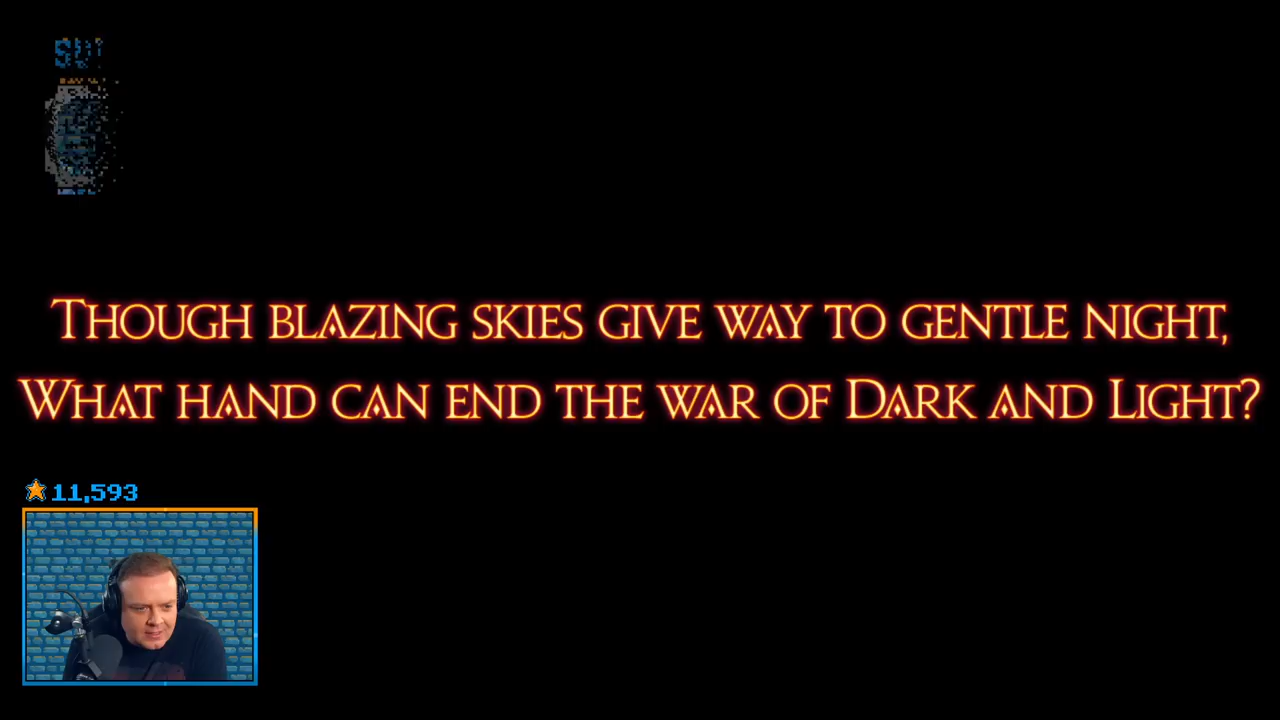 THOUGH BLAZING SKIES GIVE WAY TO GENTLE NIGHT,
WHAT HAND CAN END THE WAR OF DARK AND LIGHT?
11,593